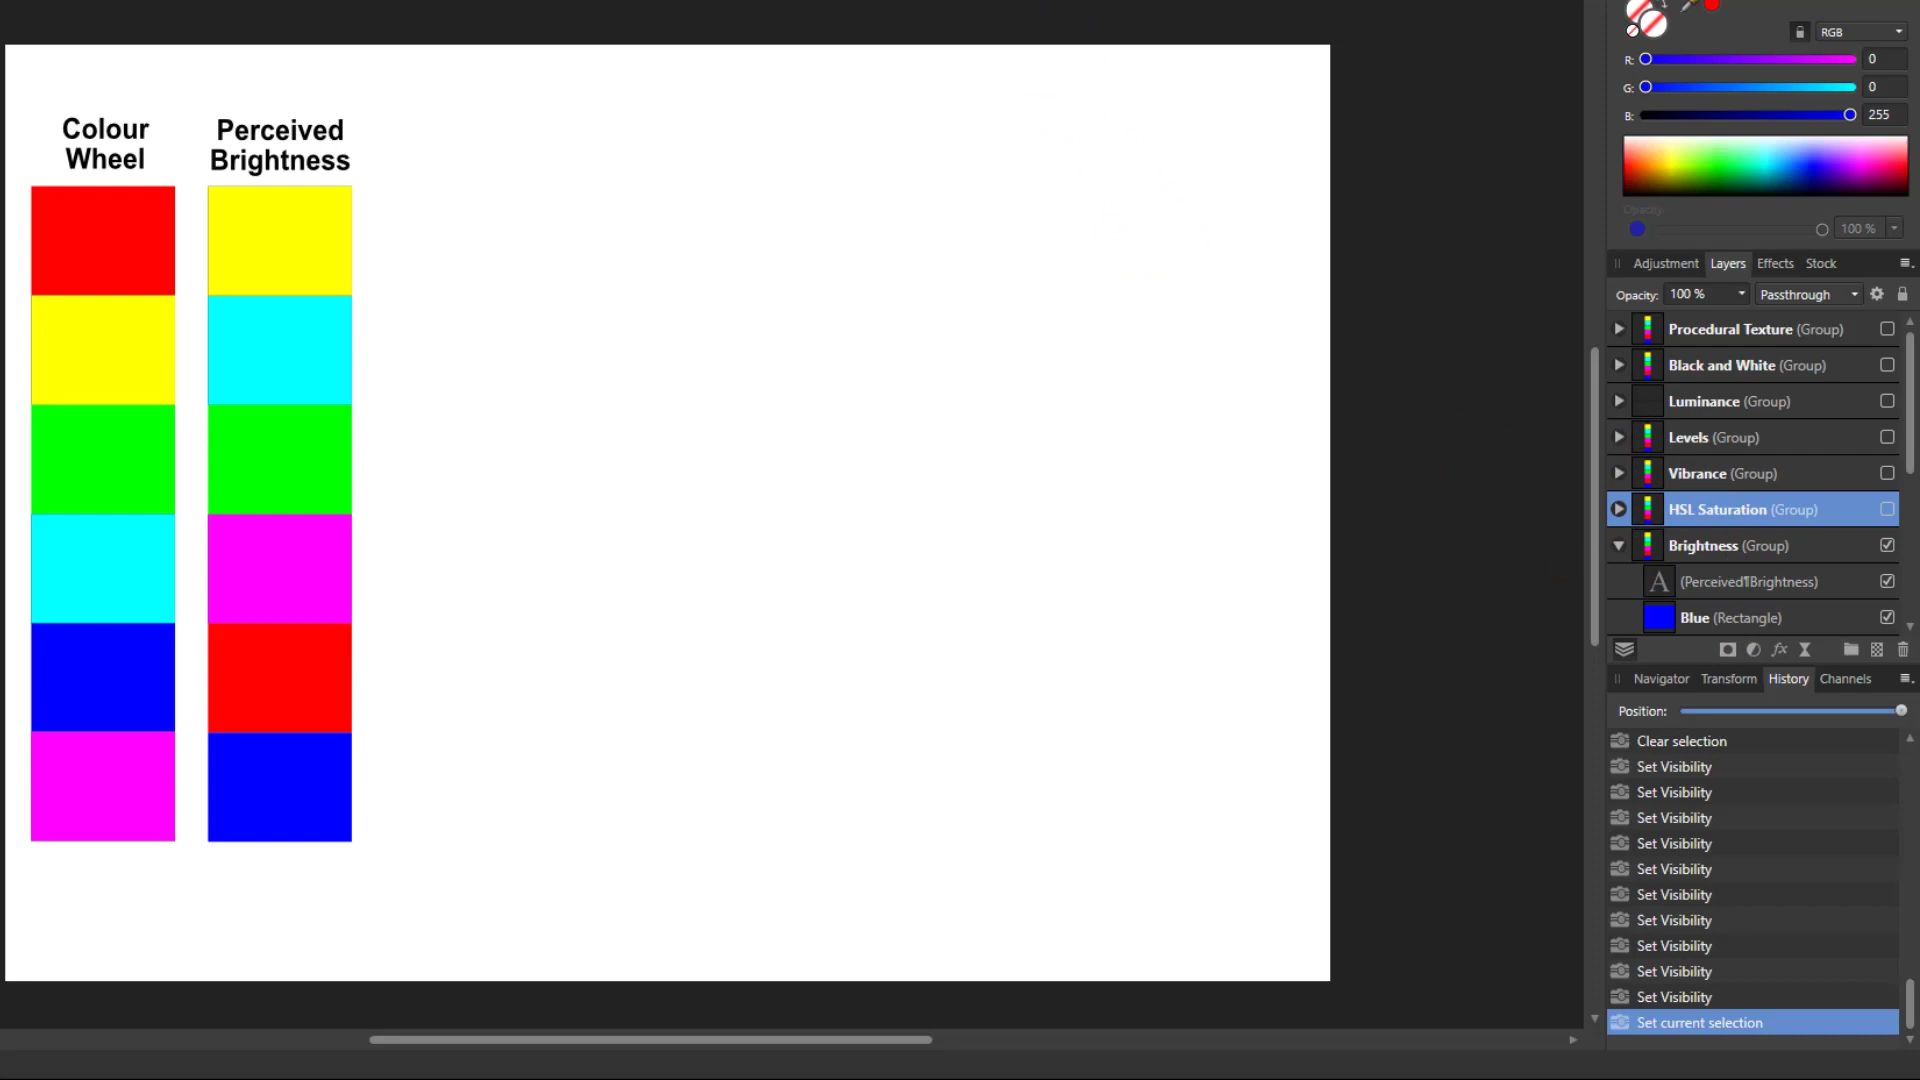 Colour
Wheel
Perceived
Brightness
RGB
R: 0
G: 0
B: 255
Opacity:
100 %
Adjustment Layers Effects Stock
Opacity: 100 % Passthrough
Procedural Texture (Group)
Black and White (Group)
Luminance (Group)
Levels (Group)
Vibrance (Group)
HSL Saturation (Group)
Brightness (Group)
A (Perceived¶Brightness)
Blue (Rectangle)
fx
Navigator Transform History Channels
Position:
Clear selection
Set Visibility
Set Visibility
Set Visibility
Set Visibility
Set Visibility
Set Visibility
Set Visibility
Set Visibility
Set Visibility
Set Visibility
Set current selection